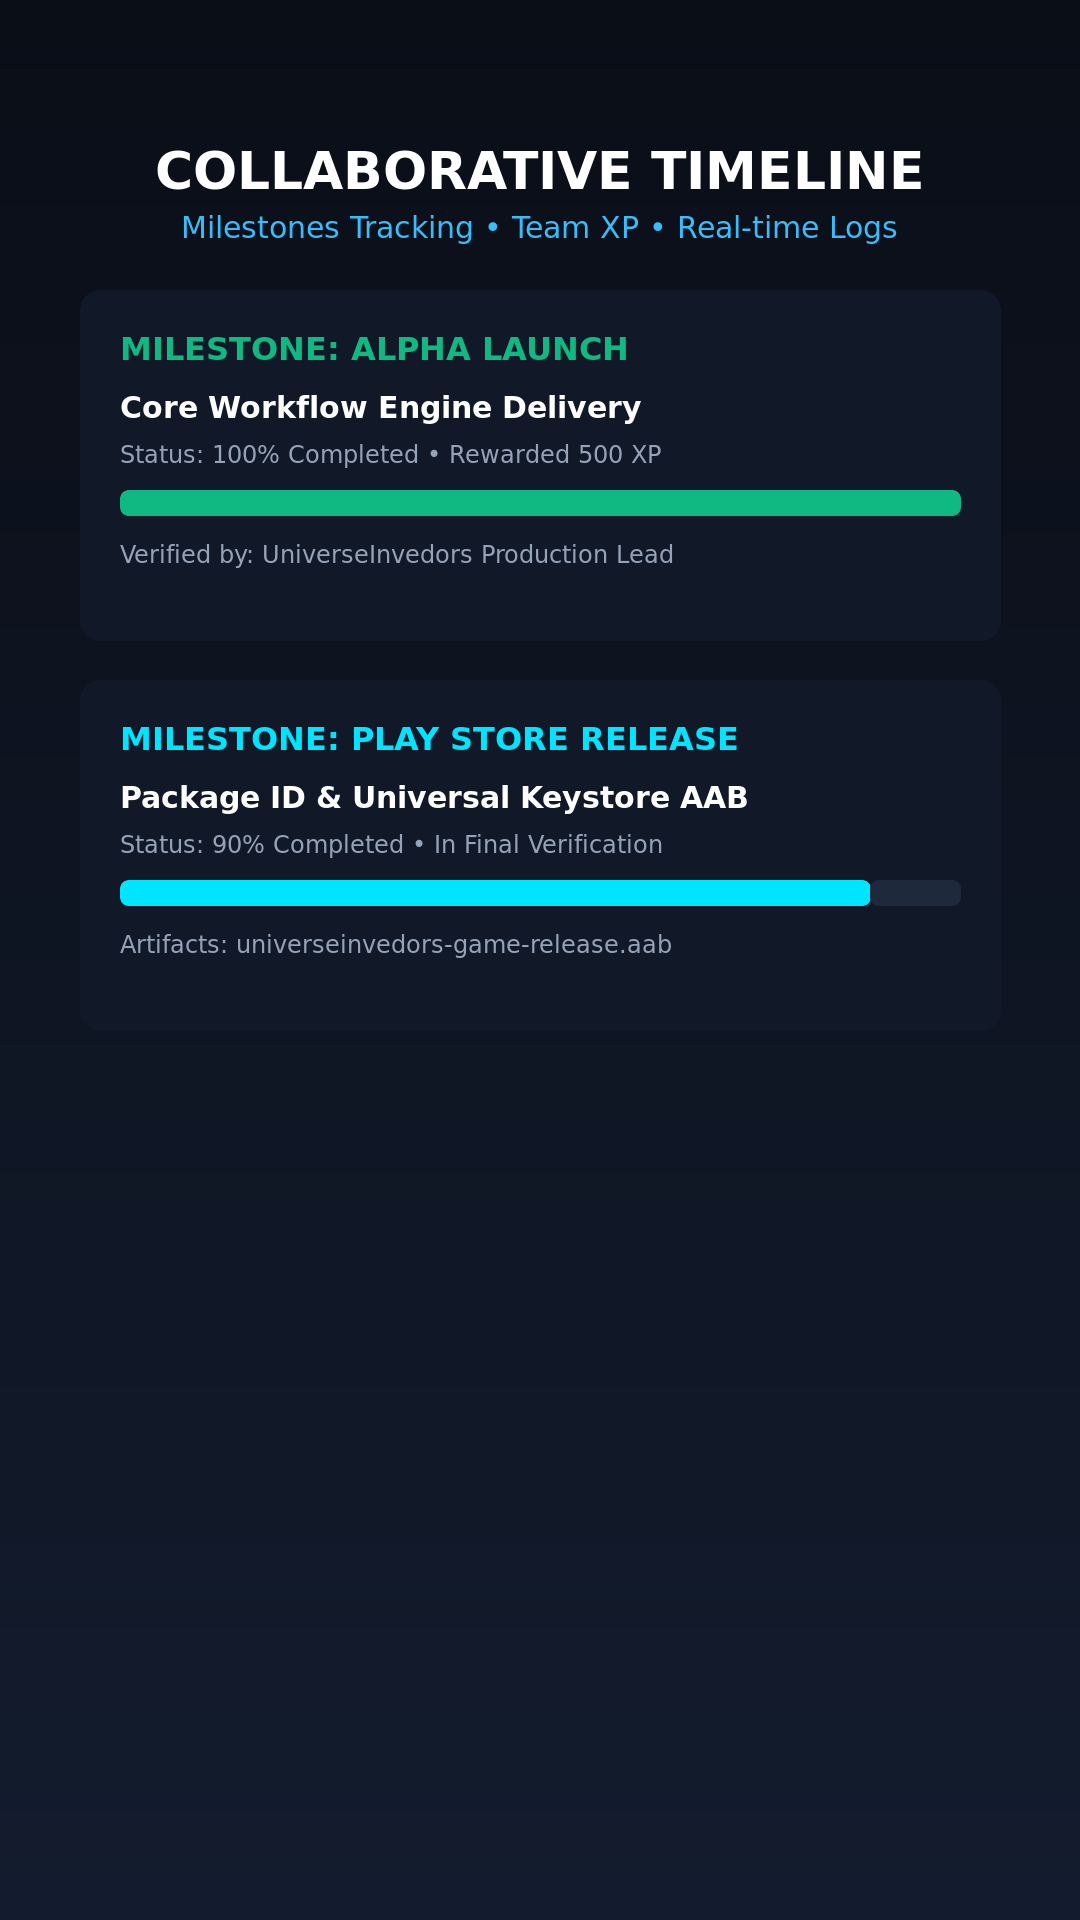 COLLABORATIVE TIMELINE
Milestones Tracking • Team XP • Real-time Logs
MILESTONE: ALPHA LAUNCH
Core Workflow Engine Delivery
Status: 100% Completed • Rewarded 500 XP
Verified by: UniverseInvedors Production Lead
MILESTONE: PLAY STORE RELEASE
Package ID & Universal Keystore AAB
Status: 90% Completed • In Final Verification
Artifacts: universeinvedors-game-release.aab